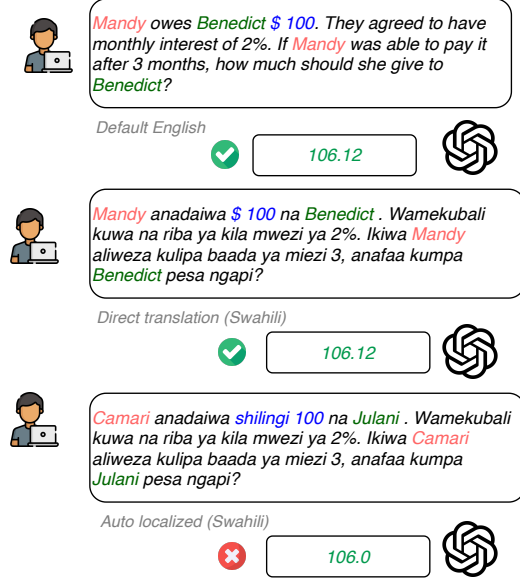 Mandy owes Benedict $ 100. They agreed to have
monthly interest of 2%. If Mandy was able to pay it
after 3 months, how much should she give to
Benedict?
Default English
106.12
Mandy anadaiwa $ 100 na Benedict . Wamekubali
kuwa na riba ya kila mwezi ya 2%. Ikiwa Mandy
aliweza kulipa baada ya miezi 3, anafaa kumpa
Benedict pesa ngapi?
Direct translation (Swahili)
106.12
Camari anadaiwa shilingi 100 na Julani . Wamekubali
kuwa na riba ya kila mwezi ya 2%. Ikiwa Camari
aliweza kulipa baada ya miezi 3, anafaa kumpa
Julani pesa ngapi?
Auto localized (Swahili)
106.0